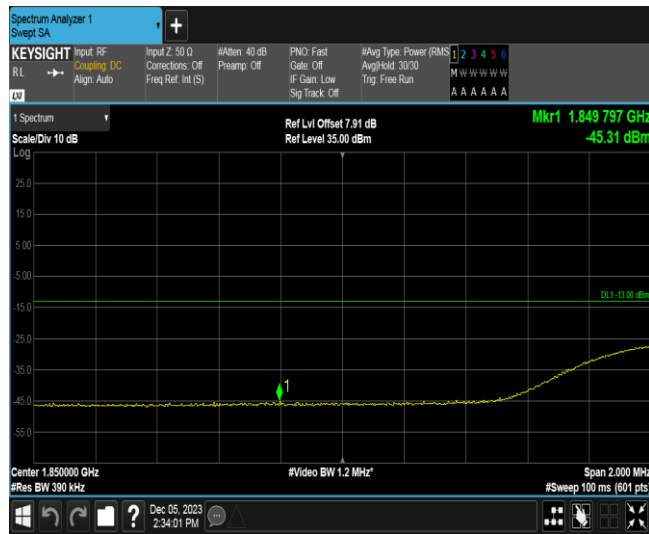 Spectrum Analyzer 1
Swept SA
+
KEYSIGHT
RL
LXI
Input: RF
Coupling: DC
Align: Auto
Input Z: 50 Ω
Corrections: Off
Freq Ref: Int (S)
#Atten: 40 dB
Preamp: Off
PNO: Fast
Gate: Off
IF Gain: Low
Sig Track: Off
#Avg Type: Power (RMS
Avg|Hold: 30/30
Trig: Free Run
1 2 3 4 5 6
M W W W W W
A A A A A A
1 Spectrum
Scale/Div 10 dB
Log
Ref Lvl Offset 7.91 dB
Ref Level 35.00 dBm
Mkr1 1.849 797 GHz
-45.31 dBm
25.0
15.0
5.00
-5.00
DL1 -13.00 dBm
-15.0
-25.0
-35.0
1
-45.0
-55.0
Center 1.850000 GHz
#Res BW 390 kHz
#Video BW 1.2 MHz*
Span 2.000 MHz
#Sweep 100 ms (601 pts
?
Dec 05, 2023
2:34:01 PM